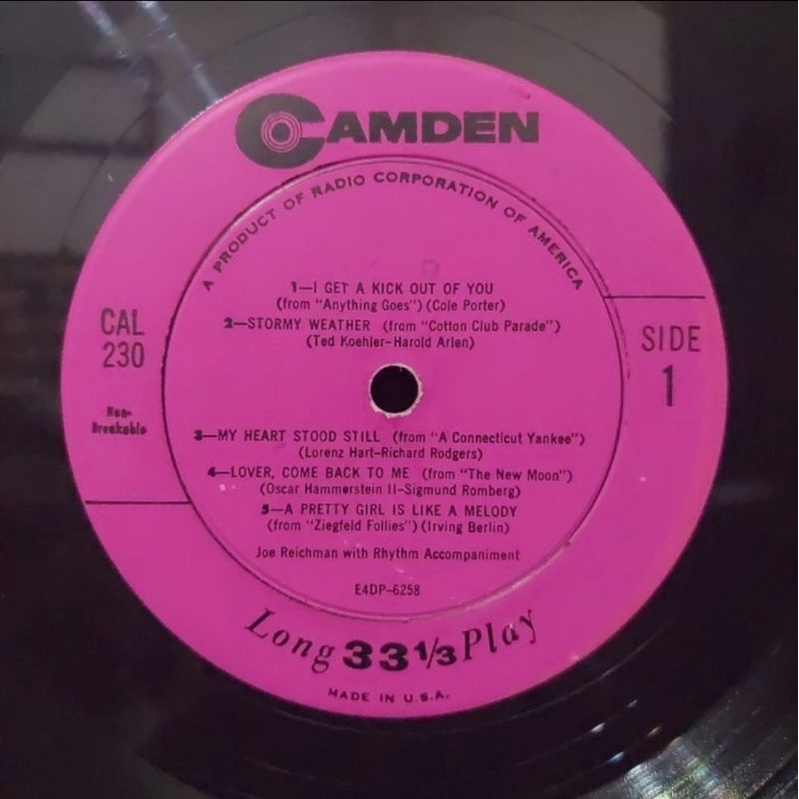 CAMDEN
A PRODUCT OF RADIO CORPORATION OF AMERICA
1—I GET A KICK OUT OF YOU
(from "Anything Goes") (Cole Porter)
2—STORMY WEATHER (from "Cotton Club Parade")
(Ted Koehler-Harold Arlen)
CAL
230
SIDE
1
Non-
Breakable
3—MY HEART STOOD STILL (from "A Connecticut Yankee")
(Lorenz Hart-Richard Rodgers)
4—LOVER, COME BACK TO ME (from "The New Moon")
(Oscar Hammerstein II-Sigmund Romberg)
5—A PRETTY GIRL IS LIKE A MELODY
(from "Ziegfeld Follies") (Irving Berlin)
Joe Reichman with Rhythm Accompaniment
E4DP-6258
Long 33 1/3 Play
MADE IN U.S.A.